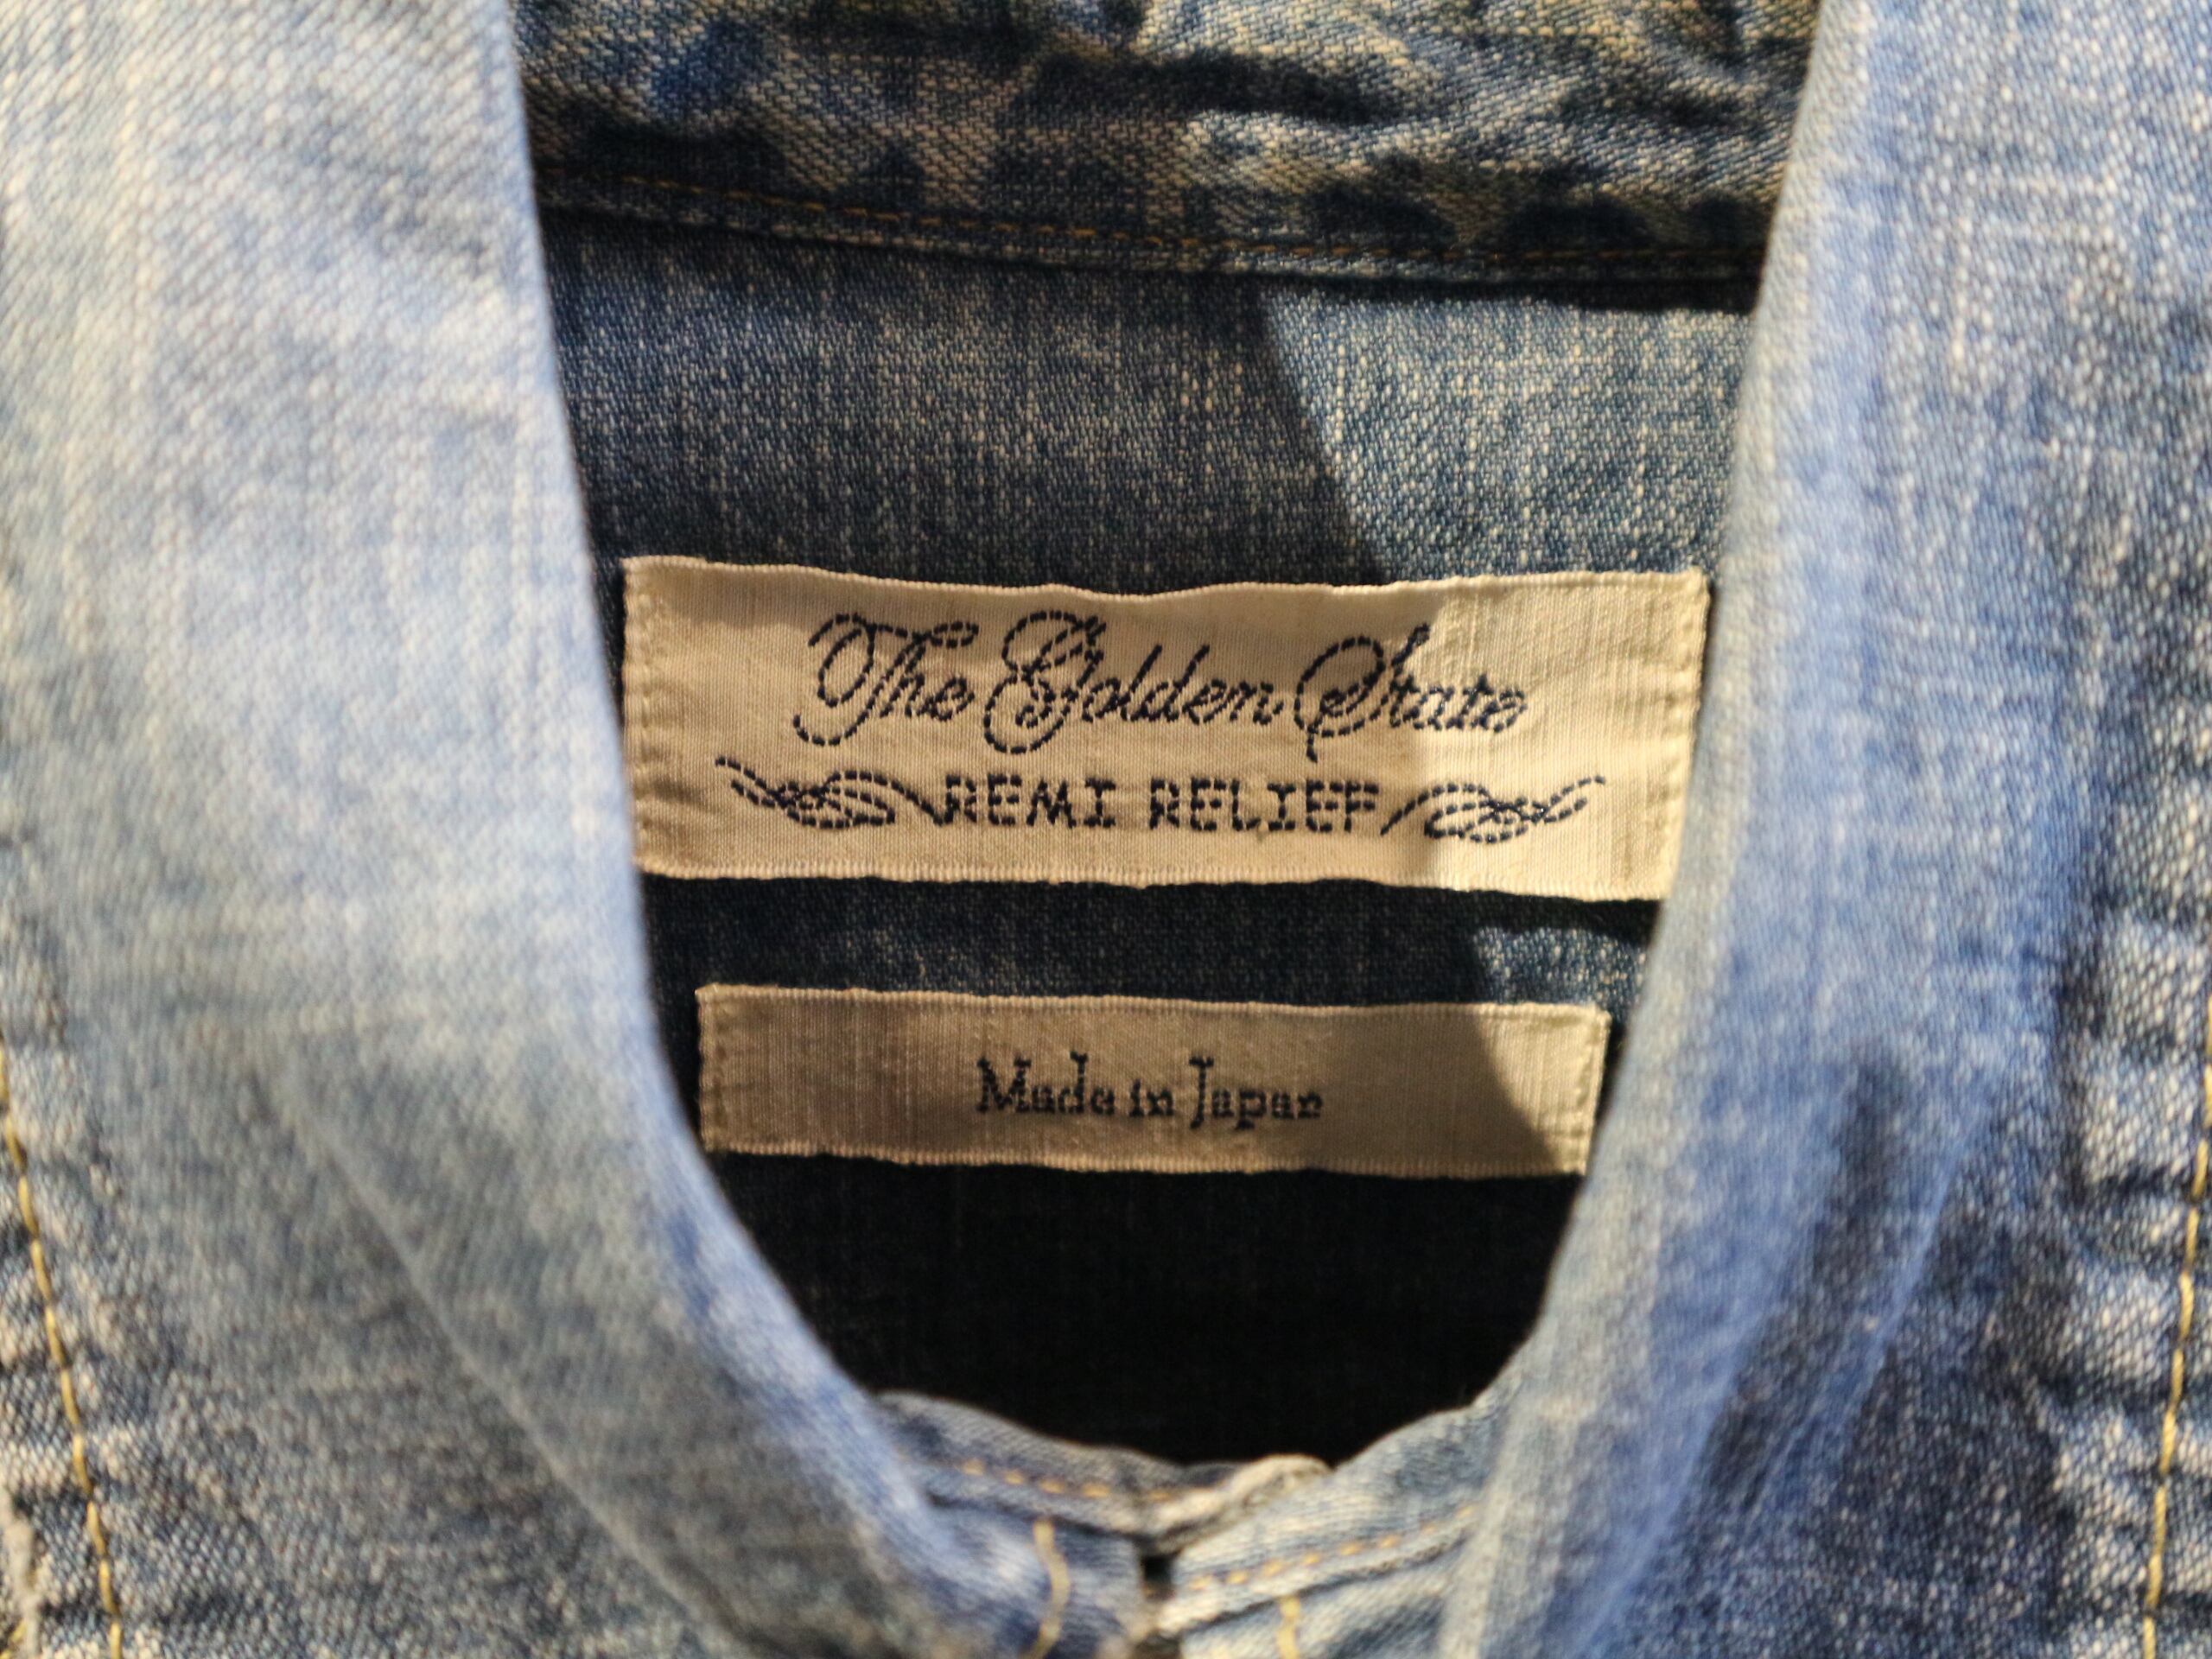 The Golden State
REMI RELIEF
Made in Japan